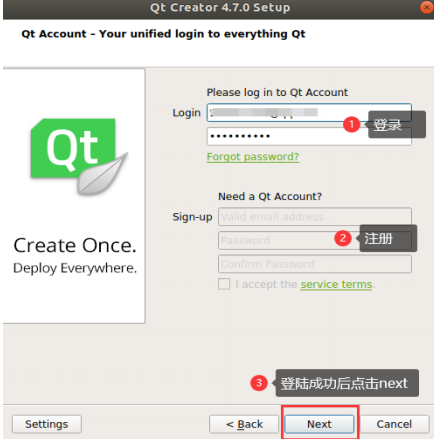 Qt Creator 4.7.0 Setup
Qt Account – Your unified login to everything Qt
Please log in to Qt Account
Login
1 登录
••••••••••
Forgot password?
Need a Qt Account?
Sign-up Valid email address
Password
2 注册
Confirm Password
I accept the service terms.
Qt
Create Once.
Deploy Everywhere.
3 登陆成功后点击next
Settings
< Back
Next
Cancel